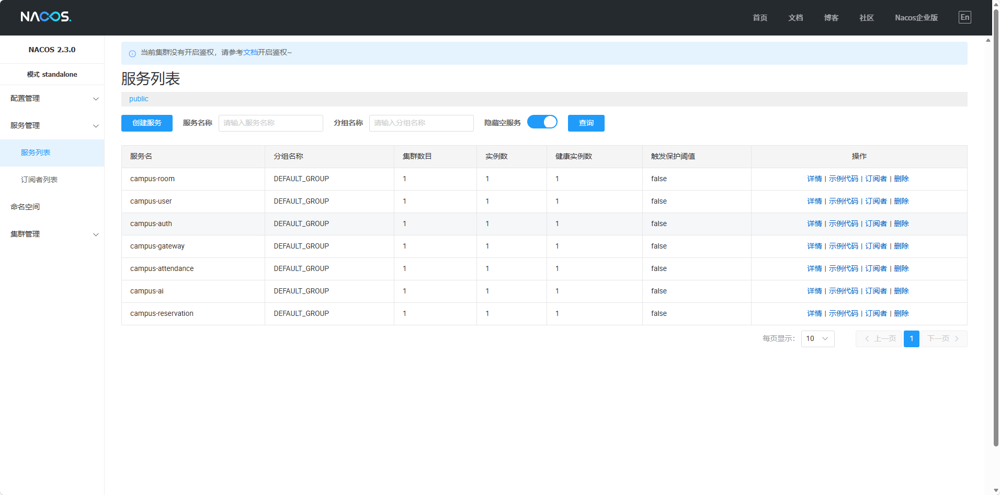 NACOS.
首页 文档 博客 社区 Nacos企业版 En
NACOS 2.3.0
模式 standalone
配置管理
服务管理
服务列表
订阅者列表
命名空间
集群管理
当前集群没有开启鉴权，请参考文档开启鉴权~
服务列表
public
创建服务 服务名称 请输入服务名称 分组名称 请输入分组名称 隐藏空服务 查询
服务名 分组名称 集群数目 实例数 健康实例数 触发保护阈值 操作
campus-room DEFAULT_GROUP 1 1 1 false 详情 | 示例代码 | 订阅者 | 删除
campus-user DEFAULT_GROUP 1 1 1 false 详情 | 示例代码 | 订阅者 | 删除
campus-auth DEFAULT_GROUP 1 1 1 false 详情 | 示例代码 | 订阅者 | 删除
campus-gateway DEFAULT_GROUP 1 1 1 false 详情 | 示例代码 | 订阅者 | 删除
campus-attendance DEFAULT_GROUP 1 1 1 false 详情 | 示例代码 | 订阅者 | 删除
campus-ai DEFAULT_GROUP 1 1 1 false 详情 | 示例代码 | 订阅者 | 删除
campus-reservation DEFAULT_GROUP 1 1 1 false 详情 | 示例代码 | 订阅者 | 删除
每页显示： 10 上一页 1 下一页